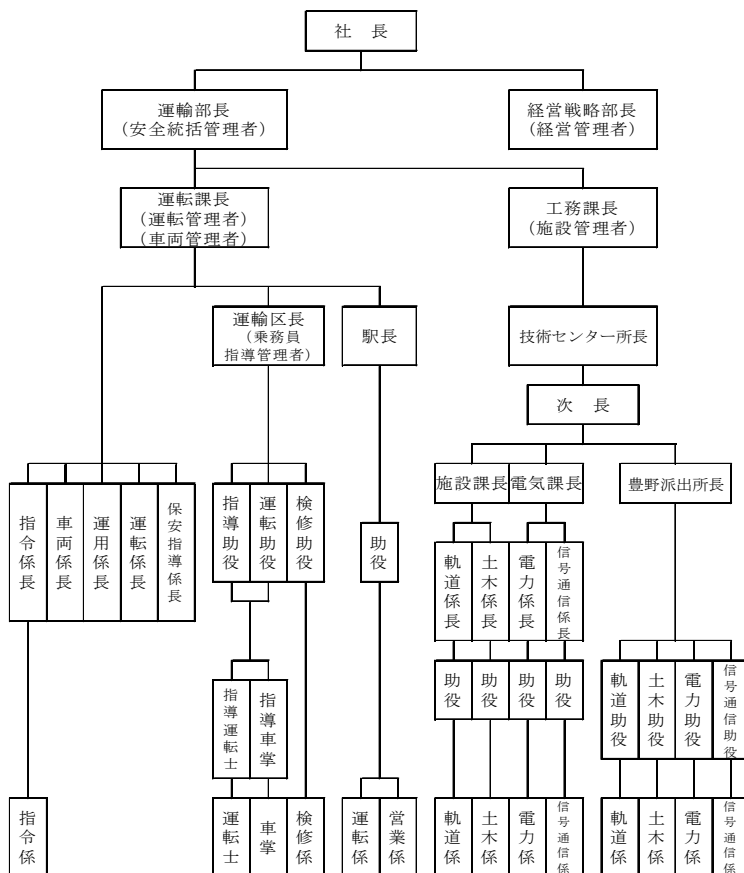 社　長
運輸部長
（安全統括管理者）
経営戦略部長
（経営管理者）
運転課長
（運転管理者）
（車両管理者）
工務課長
（施設管理者）
運輸区長
（乗務員
指導管理者）
駅長
技術センター所長
次　長
施設課長
電気課長
豊野派出所長
指令係長
車両係長
運用係長
運転係長
保安指導係長
指導助役
運転助役
検修助役
助役
軌道係長
土木係長
電力係長
信号通信係長
助役
助役
助役
助役
軌道助役
土木助役
電力助役
信号通信助役
指導運転士
指導車掌
指令係
運転士
車掌
検修係
運転係
営業係
軌道係
土木係
電力係
信号通信係
軌道係
土木係
電力係
信号通信係